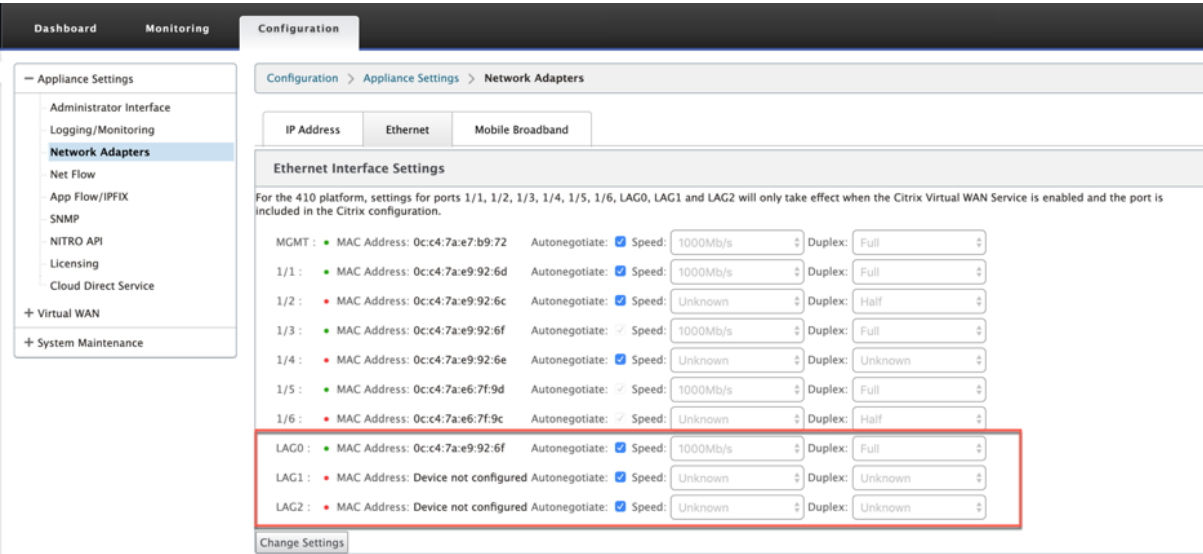 Dashboard Monitoring Configuration
Appliance Settings
Administrator Interface
Logging/Monitoring
Network Adapters
Net Flow
App Flow/IPFIX
SNMP
NITRO API
Licensing
Cloud Direct Service
Virtual WAN
System Maintenance
Configuration > Appliance Settings > Network Adapters
IP Address Ethernet Mobile Broadband
Ethernet Interface Settings
For the 410 platform, settings for ports 1/1, 1/2, 1/3, 1/4, 1/5, 1/6, LAG0, LAG1 and LAG2 will only take effect when the Citrix Virtual WAN Service is enabled and the port is
included in the Citrix configuration.
MGMT : MAC Address: 0c:c4:7a:e7:b9:72 Autonegotiate: Speed: 1000Mb/s Duplex: Full
1/1 : MAC Address: 0c:c4:7a:e9:92:6d Autonegotiate: Speed: 1000Mb/s Duplex: Full
1/2 : MAC Address: 0c:c4:7a:e9:92:6c Autonegotiate: Speed: Unknown Duplex: Half
1/3 : MAC Address: 0c:c4:7a:e9:92:6f Autonegotiate: Speed: 1000Mb/s Duplex: Full
1/4 : MAC Address: 0c:c4:7a:e9:92:6e Autonegotiate: Speed: Unknown Duplex: Unknown
1/5 : MAC Address: 0c:c4:7a:e6:7f:9d Autonegotiate: Speed: 1000Mb/s Duplex: Full
1/6 : MAC Address: 0c:c4:7a:e6:7f:9c Autonegotiate: Speed: Unknown Duplex: Half
LAG0 : MAC Address: 0c:c4:7a:e9:92:6f Autonegotiate: Speed: 1000Mb/s Duplex: Full
LAG1 : MAC Address: Device not configured Autonegotiate: Speed: Unknown Duplex: Unknown
LAG2 : MAC Address: Device not configured Autonegotiate: Speed: Unknown Duplex: Unknown
Change Settings